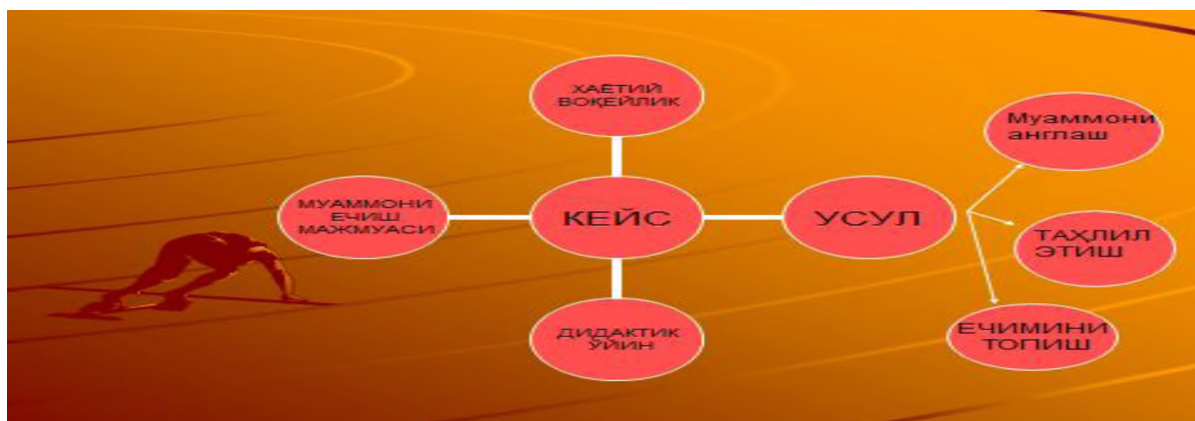 ХАЁТИЙ
ВОҚЕЙЛИК
Муаммони
англаш
МУАММОНИ
ЕЧИШ
МАЖМУАСИ
КЕЙС
УСУЛ
ТАҲЛИЛ
ЭТИШ
ДИДАКТИК
ЎЙИН
ЕЧИМИНИ
ТОПИШ